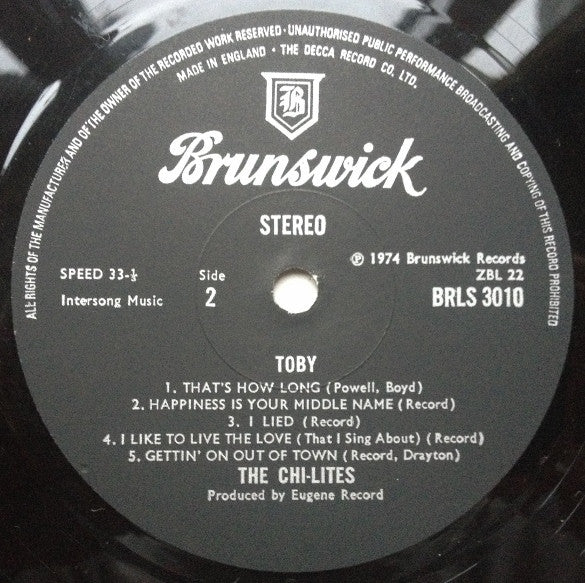 ALL RIGHTS OF THE MANUFACTURER AND OF THE OWNER OF THE RECORDED WORK RESERVED · UNAUTHORISED PUBLIC PERFORMANCE BROADCASTING AND COPYING OF THIS RECORD PROHIBITED
MADE IN ENGLAND · THE DECCA RECORD CO. LTD.
B
Brunswick
STEREO
SPEED 33-⅓
Intersong Music
Side
2
℗ 1974 Brunswick Records
ZBL 22
BRLS 3010
TOBY
1. THAT'S HOW LONG (Powell, Boyd)
2. HAPPINESS IS YOUR MIDDLE NAME (Record)
3. I LIED (Record)
4. I LIKE TO LIVE THE LOVE (That I Sing About) (Record)
5. GETTIN' ON OUT OF TOWN (Record, Drayton)
THE CHI-LITES
Produced by Eugene Record